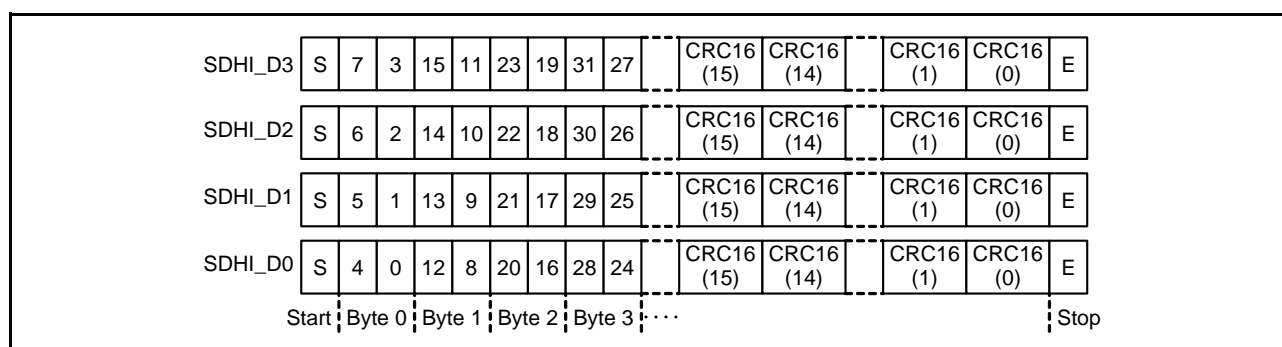 SDHI_D3 S 7 3 15 11 23 19 31 27 CRC16 (15) CRC16 (14) CRC16 (1) CRC16 (0) E
SDHI_D2 S 6 2 14 10 22 18 30 26 CRC16 (15) CRC16 (14) CRC16 (1) CRC16 (0) E
SDHI_D1 S 5 1 13 9 21 17 29 25 CRC16 (15) CRC16 (14) CRC16 (1) CRC16 (0) E
SDHI_D0 S 4 0 12 8 20 16 28 24 CRC16 (15) CRC16 (14) CRC16 (1) CRC16 (0) E
Start Byte 0 Byte 1 Byte 2 Byte 3 ···· Stop